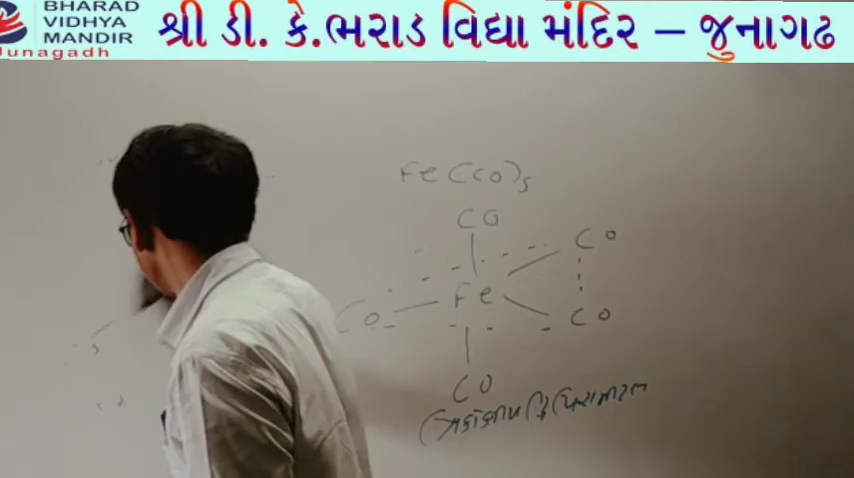 BHARAD
VIDHYA
MANDIR
Junagadh
શ્રી ડી. કે.ભરાડ વિદ્યા મંદિર – જુનાગઢ
Fe(CO)5
CO
CO
Fe
CO
CO
CO